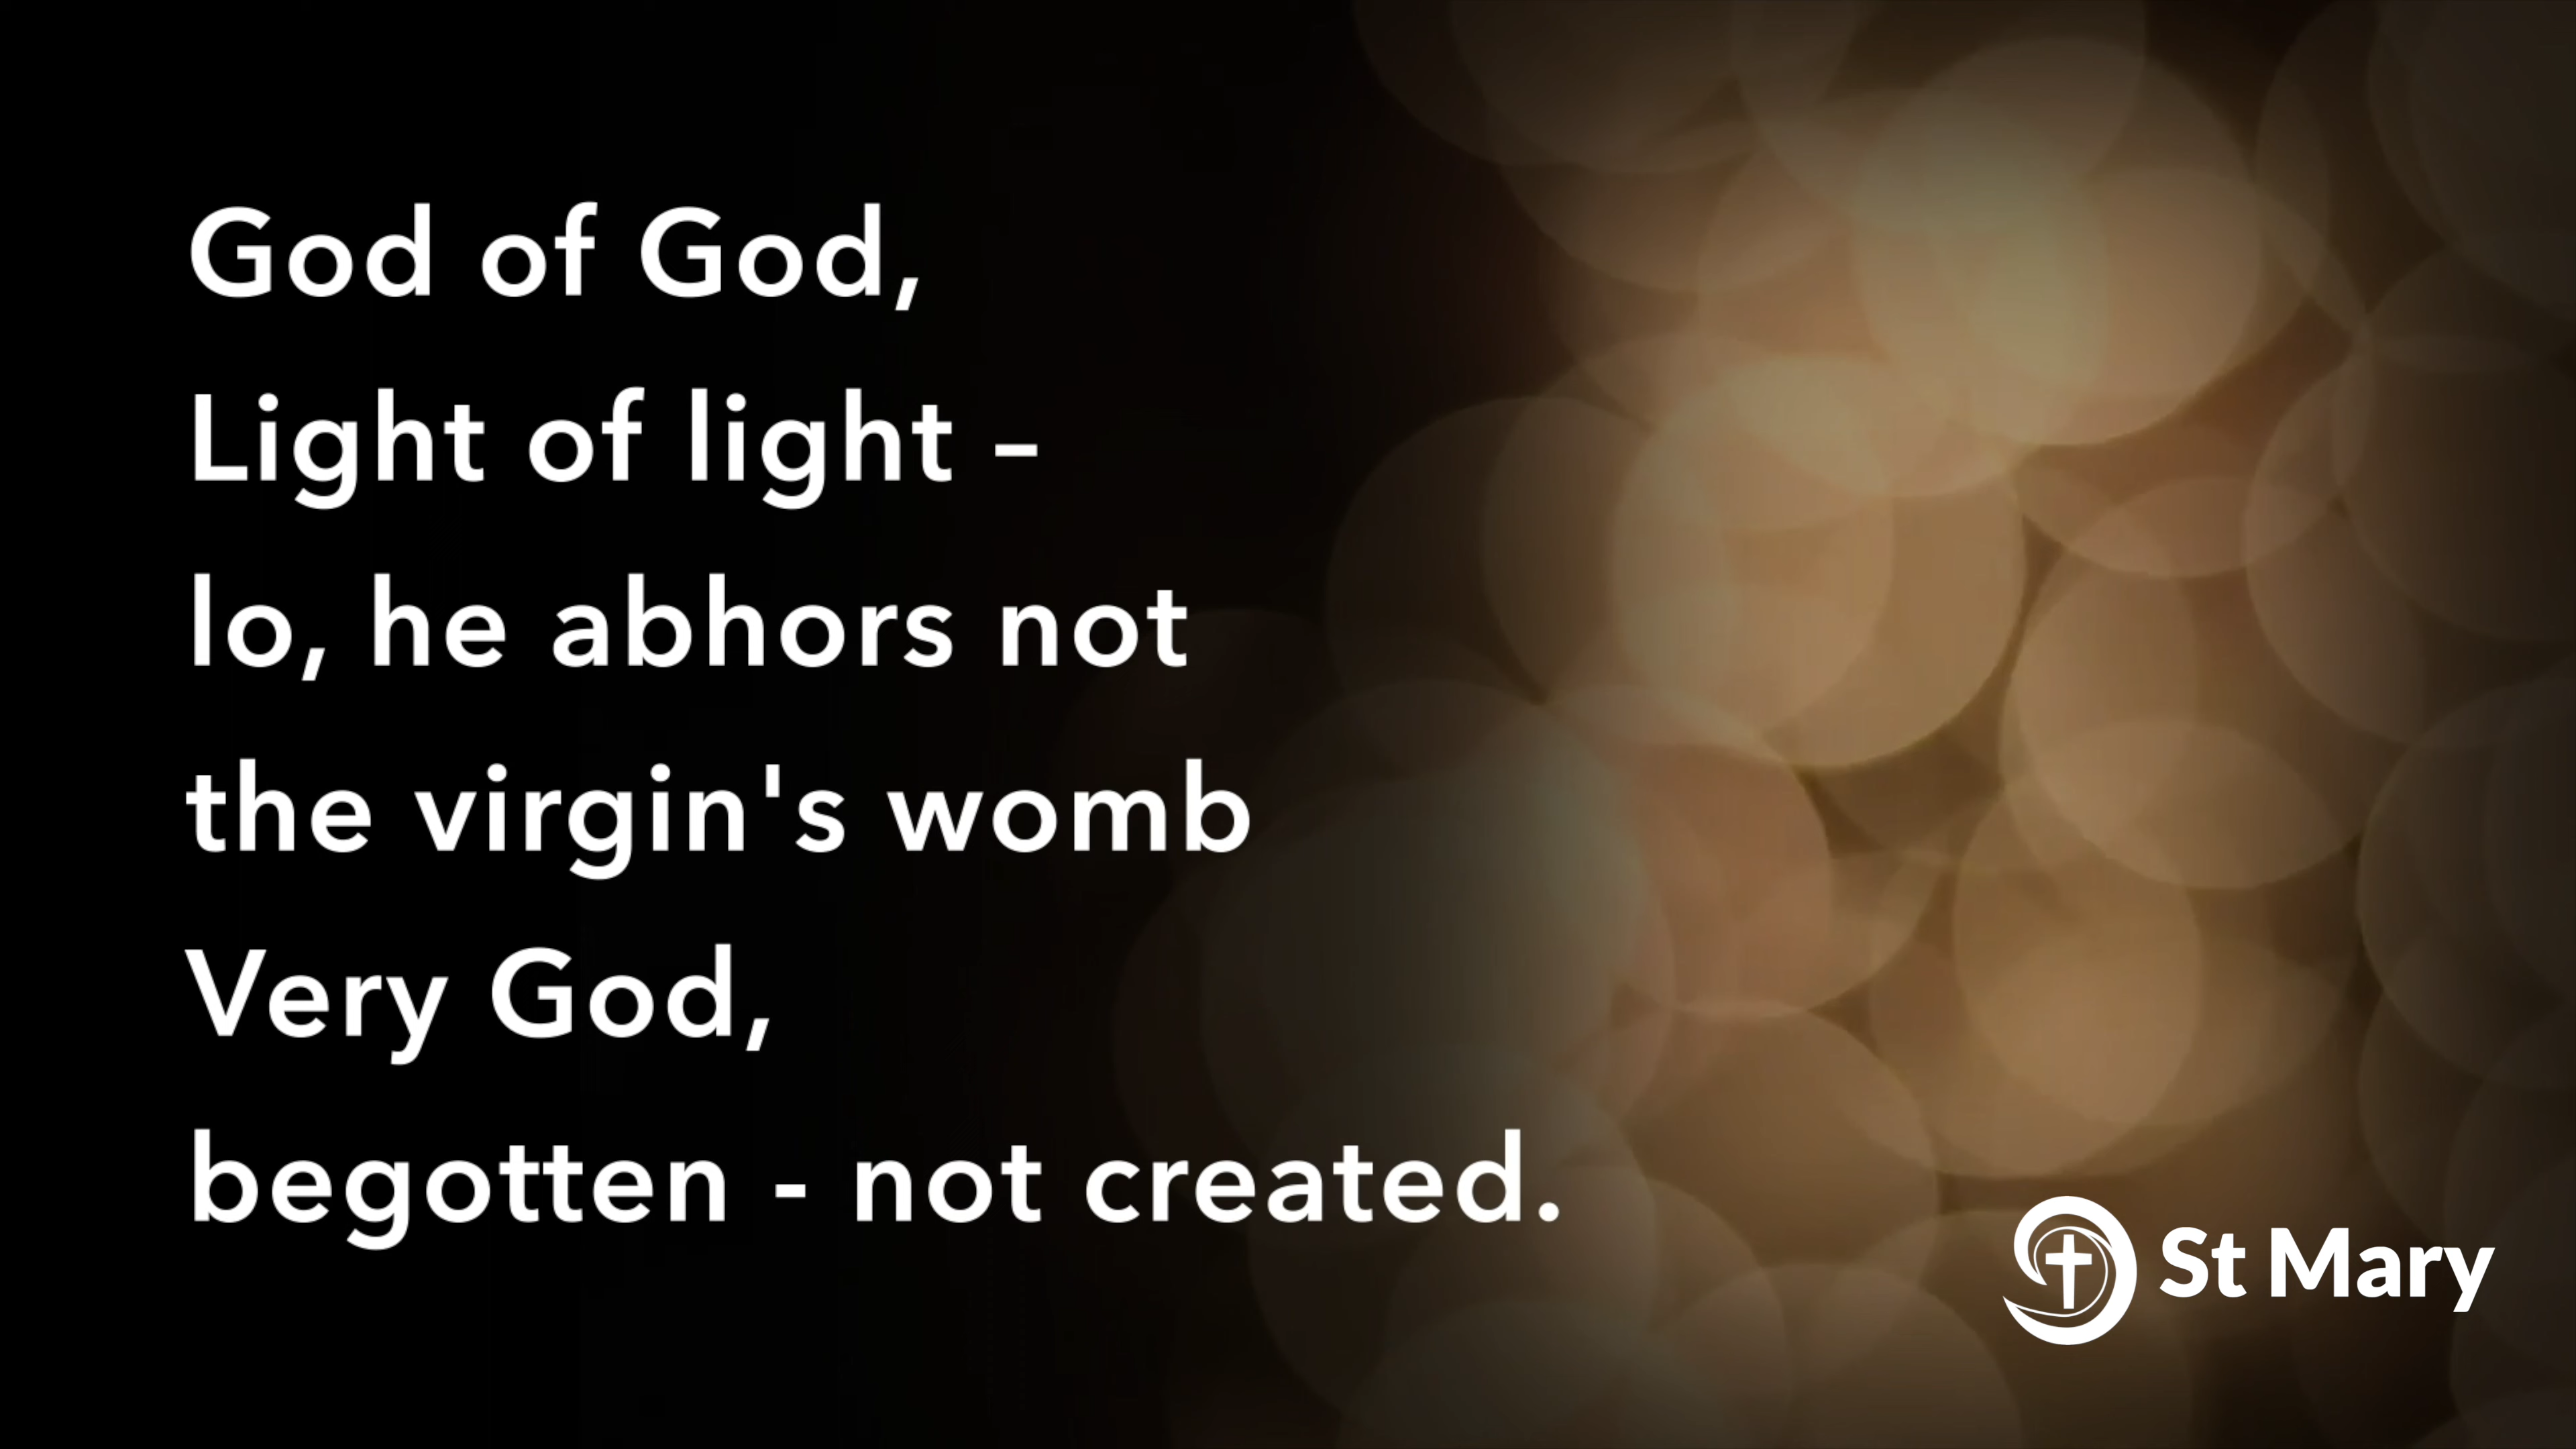 God of God,
Light of light –
lo, he abhors not
the virgin's womb
Very God,
begotten - not created.
St Mary